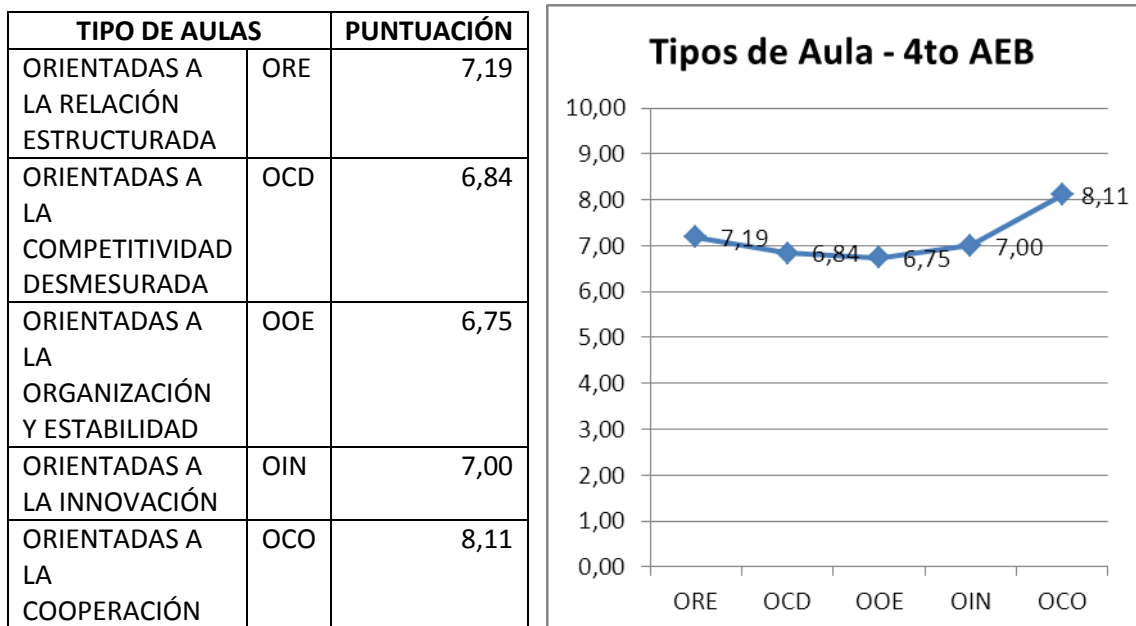 TIPO DE AULAS PUNTUACIÓN
ORIENTADAS A ORE 7,19
LA RELACIÓN
ESTRUCTURADA
ORIENTADAS A OCD 6,84
LA
COMPETITIVIDAD
DESMESURADA
ORIENTADAS A OOE 6,75
LA
ORGANIZACIÓN
Y ESTABILIDAD
ORIENTADAS A OIN 7,00
LA INNOVACIÓN
ORIENTADAS A OCO 8,11
LA
COOPERACIÓN
Tipos de Aula - 4to AEB
10,00
9,00
8,00
7,00
6,00
5,00
4,00
3,00
2,00
1,00
0,00
7,19 6,84 6,75 7,00 8,11
ORE OCD OOE OIN OCO